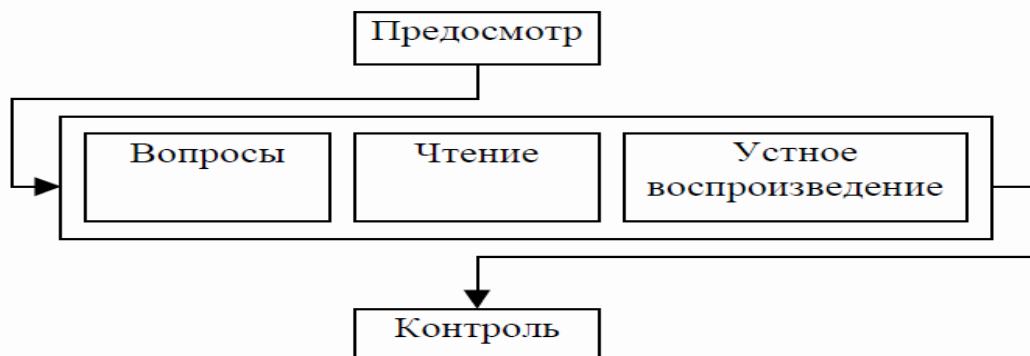 Предосмотр
Вопросы
Чтение
Устное
воспроизведение
Контроль